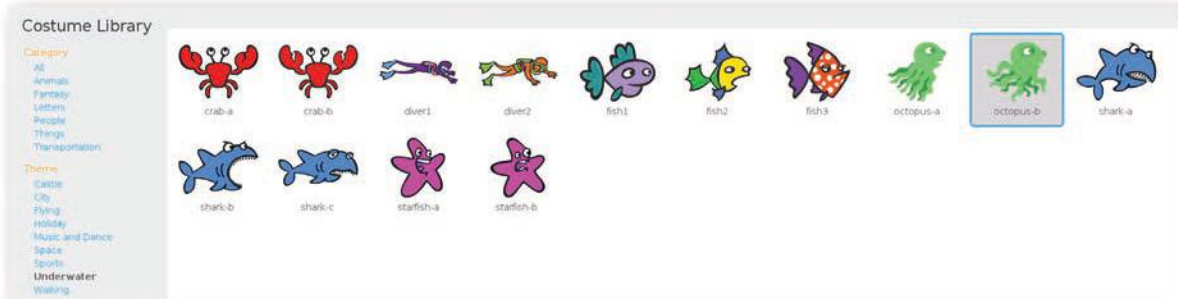 Costume Library
Category
All
Animals
Fantasy
Letters
People
Things
Transportation
Theme
Castle
City
Flying
Holiday
Music and Dance
Space
Sports
Underwater
Walking
crab-a crab-b diver1 diver2 fish1 fish2 fish3 octopus-a octopus-b shark-a
shark-b shark-c starfish-a starfish-b